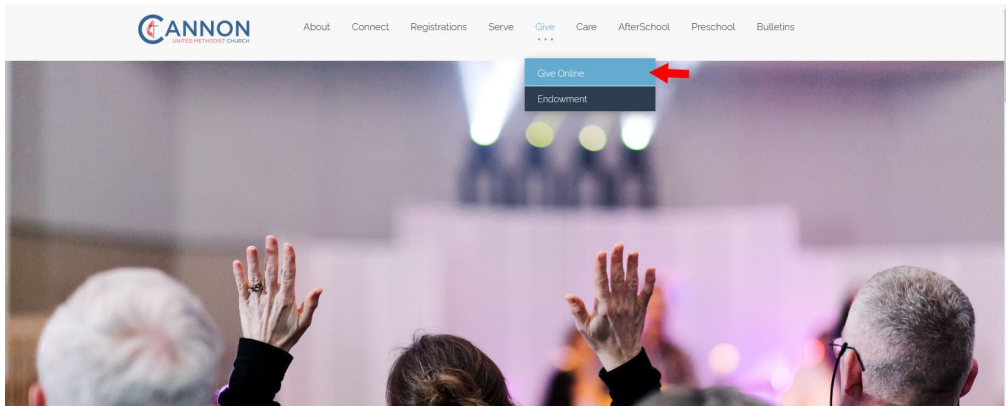 CANNON
UNITED METHODIST CHURCH
About Connect Registrations Serve Give Care AfterSchool Preschool Bulletins
Give Online
Endowment